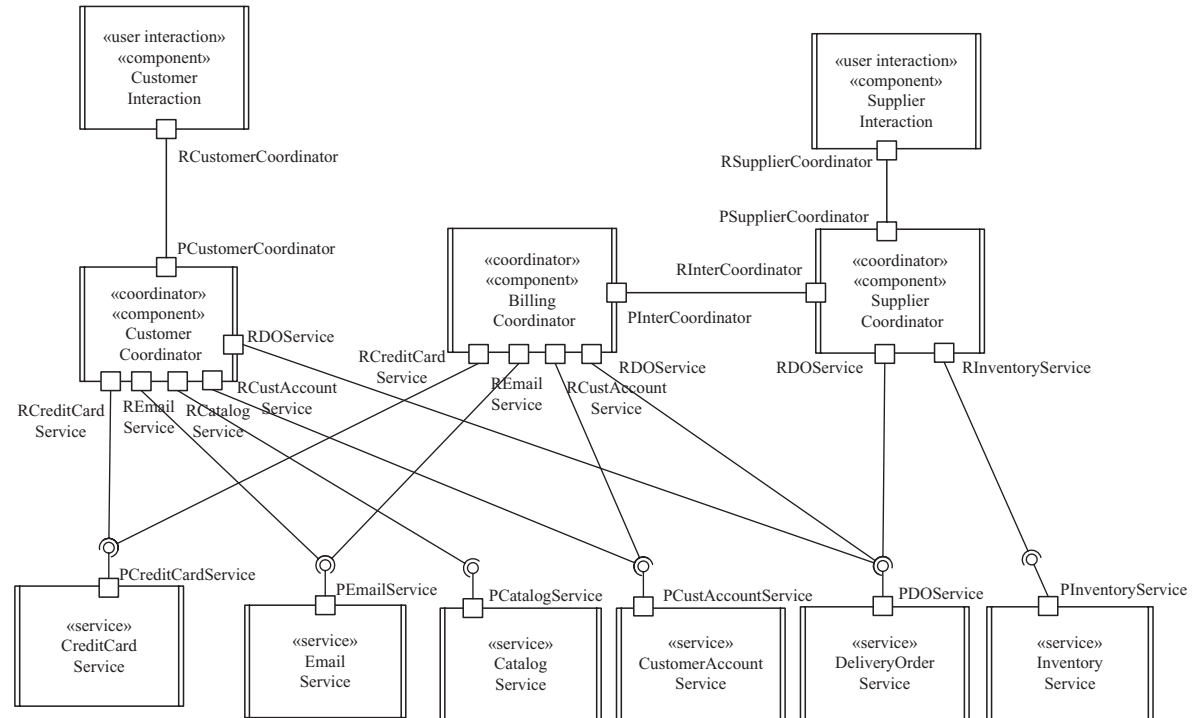 «user interaction»
«component»
Customer
Interaction
«user interaction»
«component»
Supplier
Interaction
RCustomerCoordinator
RSupplierCoordinator
PCustomerCoordinator
PSupplierCoordinator
«coordinator»
«component»
Customer
Coordinator
«coordinator»
«component»
Billing
Coordinator
«coordinator»
«component»
Supplier
Coordinator
RInterCoordinator
PInterCoordinator
RDOService
RCreditCard
Service
REmail
Service
RCatalog
Service
RCustAccount
Service
RCreditCard
Service
REmail
Service
RCustAccount
Service
RDOService
RDOService
RInventoryService
PCreditCardService
PEmailService
PCatalogService
PCustAccountService
PDOService
PInventoryService
«service»
CreditCard
Service
«service»
Email
Service
«service»
Catalog
Service
«service»
CustomerAccount
Service
«service»
DeliveryOrder
Service
«service»
Inventory
Service